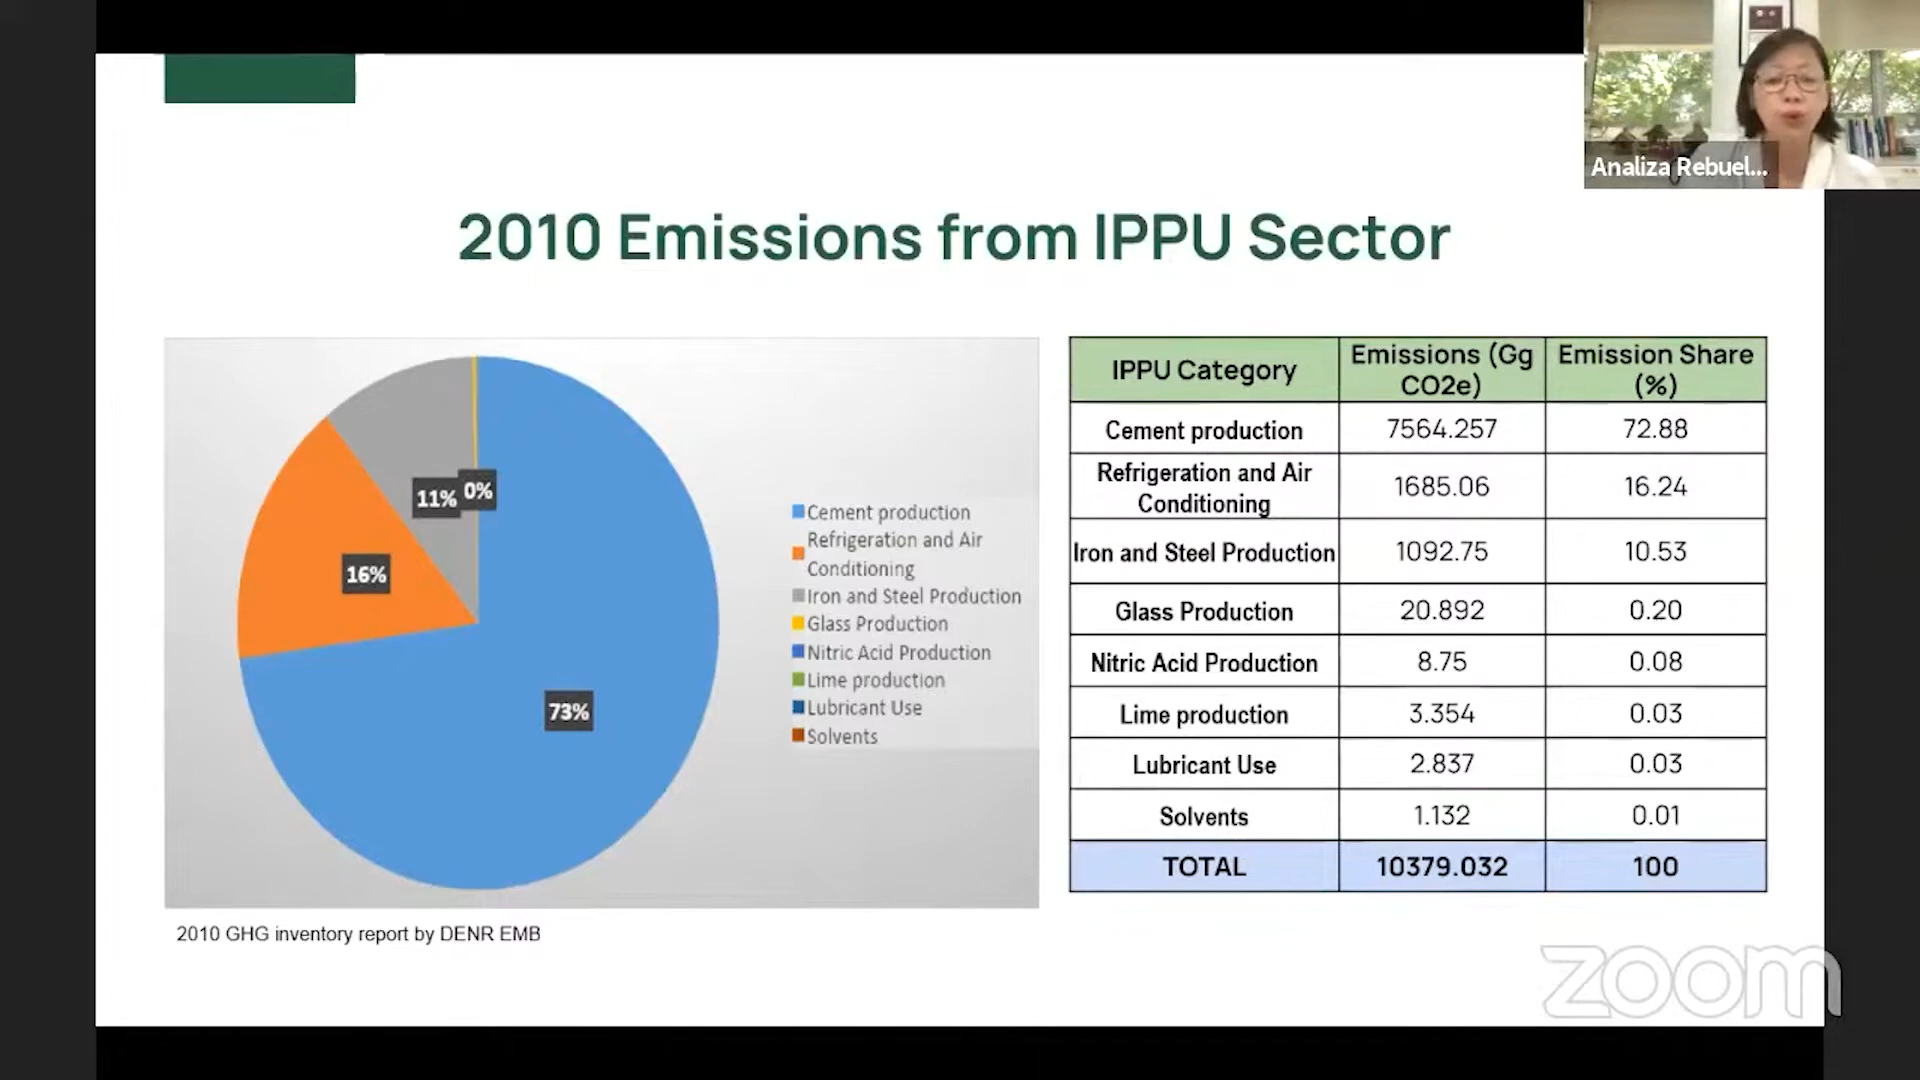 Analiza Rebuel...
2010 Emissions from IPPU Sector
11%
0%
16%
73%
Cement production
Refrigeration and Air
Conditioning
Iron and Steel Production
Glass Production
Nitric Acid Production
Lime production
Lubricant Use
Solvents
IPPU Category Emissions (Gg CO2e) Emission Share (%)
Cement production 7564.257 72.88
Refrigeration and Air Conditioning 1685.06 16.24
Iron and Steel Production 1092.75 10.53
Glass Production 20.892 0.20
Nitric Acid Production 8.75 0.08
Lime production 3.354 0.03
Lubricant Use 2.837 0.03
Solvents 1.132 0.01
TOTAL 10379.032 100
2010 GHG inventory report by DENR EMB
zoom